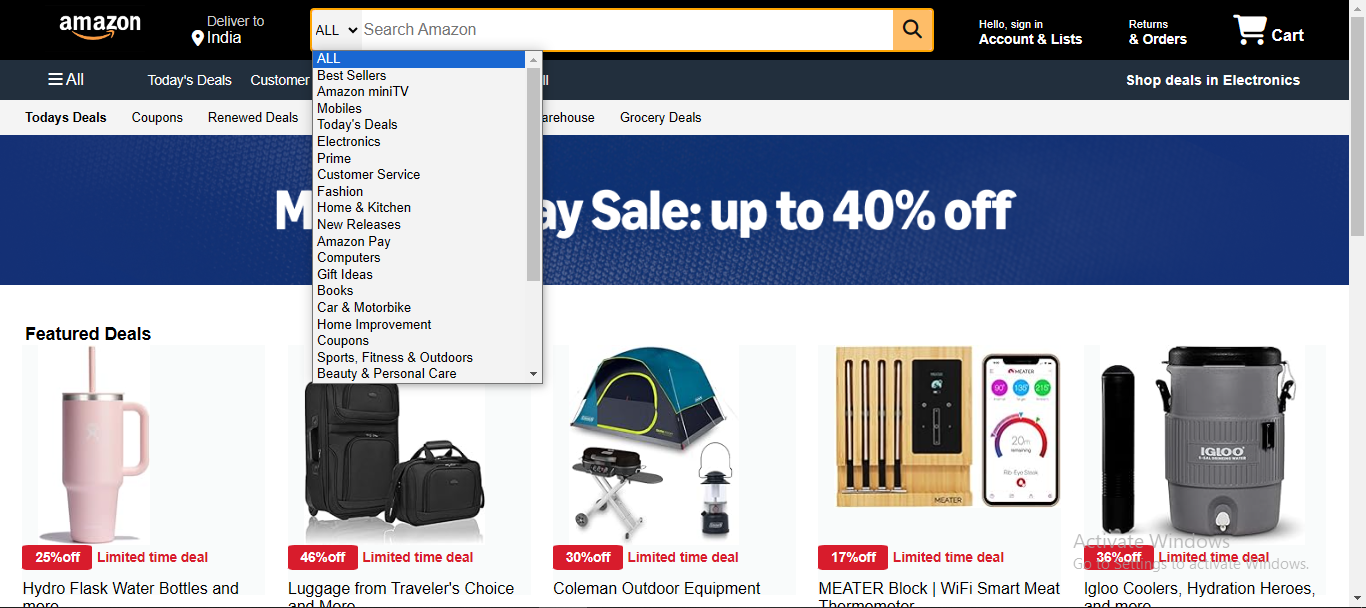 amazon
Deliver to
India
ALL
Search Amazon
Hello, sign in
Account & Lists
Returns
& Orders
Cart
All
Today's Deals
Customer
Shop deals in Electronics
Todays Deals
Coupons
Renewed Deals
Grocery Deals
ALL
Best Sellers
Amazon miniTV
Mobiles
Today's Deals
Electronics
Prime
Customer Service
Fashion
Home & Kitchen
New Releases
Amazon Pay
Computers
Gift Ideas
Books
Car & Motorbike
Home Improvement
Coupons
Sports, Fitness & Outdoors
Beauty & Personal Care
Sale: up to 40% off
Featured Deals
MEATER
20m
remaining
Rib-Eye Steak
MEATER
IGLOO
25%off Limited time deal
46%off Limited time deal
30%off Limited time deal
17%off Limited time deal
36%off Limited time deal
Hydro Flask Water Bottles and
more
Luggage from Traveler's Choice
and More
Coleman Outdoor Equipment
MEATER Block | WiFi Smart Meat
Thermometer
Igloo Coolers, Hydration Heroes,
and more
Activate Windows
Go to Settings to activate Windows.